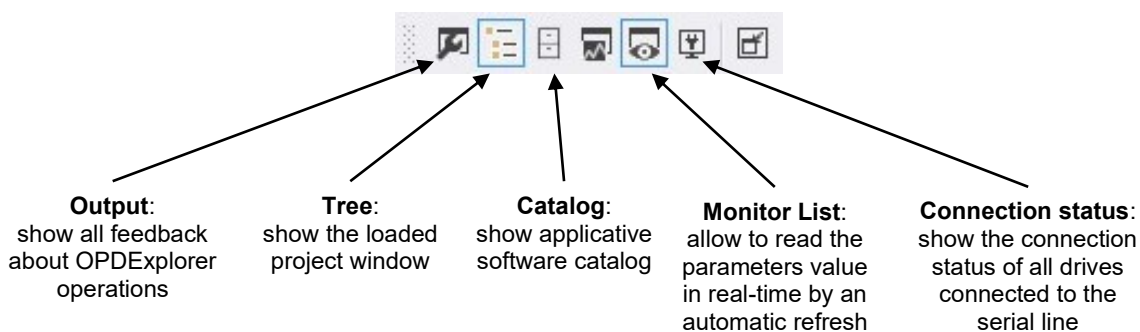 Output:
show all feedback
about OPDExplorer
operations
Tree:
show the loaded
project window
Catalog:
show applicative
software catalog
Monitor List:
allow to read the
parameters value
in real-time by an
automatic refresh
Connection status:
show the connection
status of all drives
connected to the
serial line